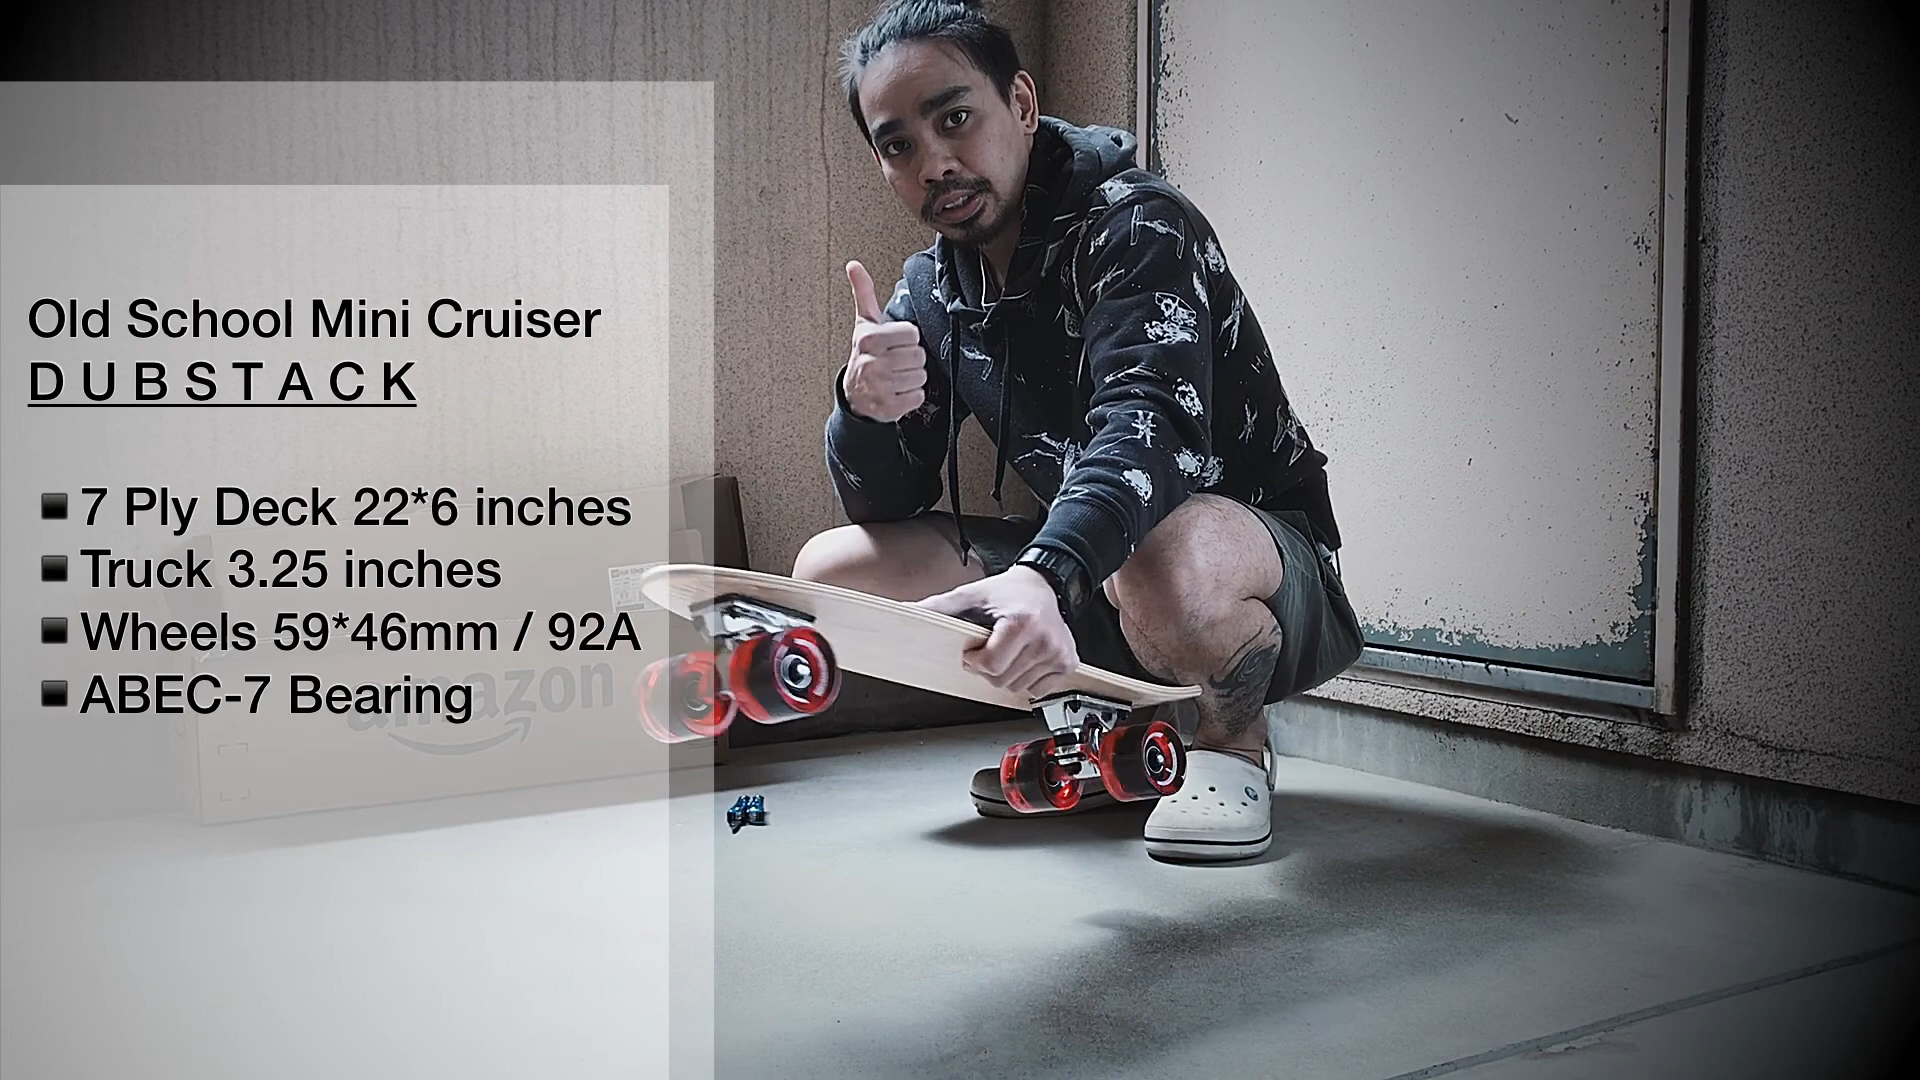 Old School Mini Cruiser
DUBSTACK
▪7 Ply Deck 22*6 inches
▪Truck 3.25 inches
▪Wheels 59*46mm / 92A
▪ABEC-7 Bearing
amazon